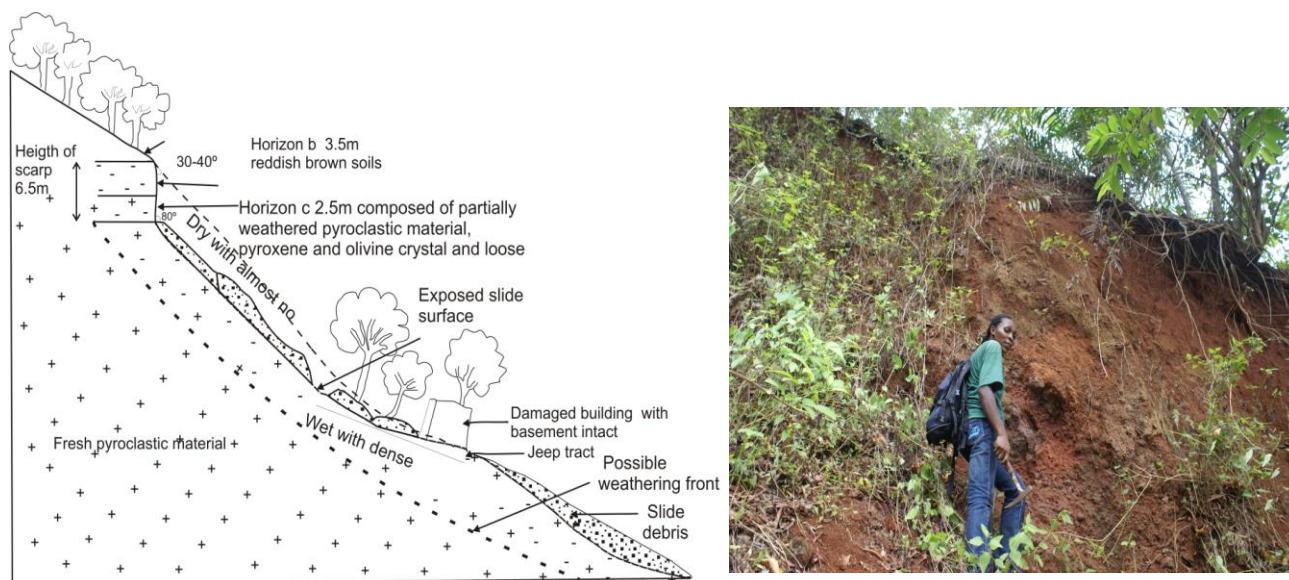 Heigth of
scarp
6.5m
30-40º
Horizon b 3.5m
reddish brown soils
80º
Horizon c 2.5m composed of partially
weathered pyroclastic material,
pyroxene and olivine crystal and loose
Dry with almost no
Exposed slide
surface
Damaged building with
basement intact
Jeep tract
Fresh pyroclastic material
Wet with dense
Possible
weathering front
Slide
debris